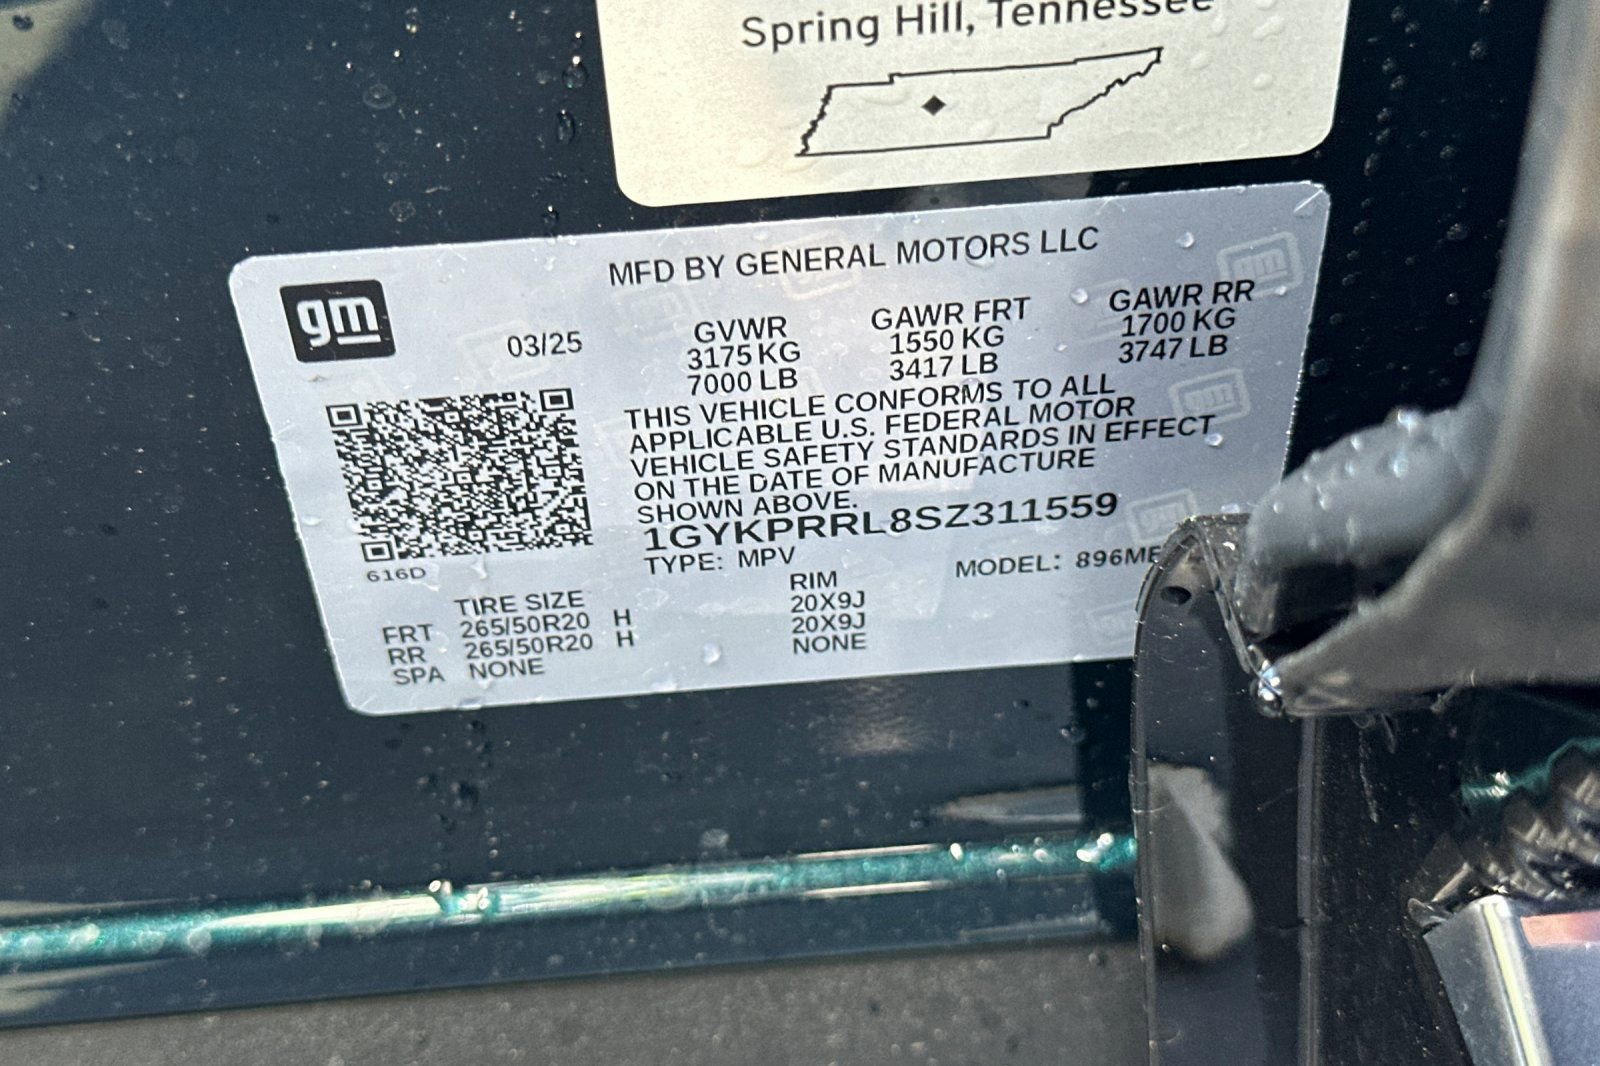 Spring Hill, Tennessee
MFD BY GENERAL MOTORS LLC
gm
03/25
GVWR GAWR FRT GAWR RR
3175 KG 1550 KG 1700 KG
7000 LB 3417 LB 3747 LB
THIS VEHICLE CONFORMS TO ALL
APPLICABLE U.S. FEDERAL MOTOR
VEHICLE SAFETY STANDARDS IN EFFECT
ON THE DATE OF MANUFACTURE
SHOWN ABOVE.
1GYKPRRL8SZ311559
616D
TYPE: MPV MODEL: 896ME
TIRE SIZE RIM
FRT 265/50R20 H 20X9J
RR 265/50R20 H 20X9J
SPA NONE NONE